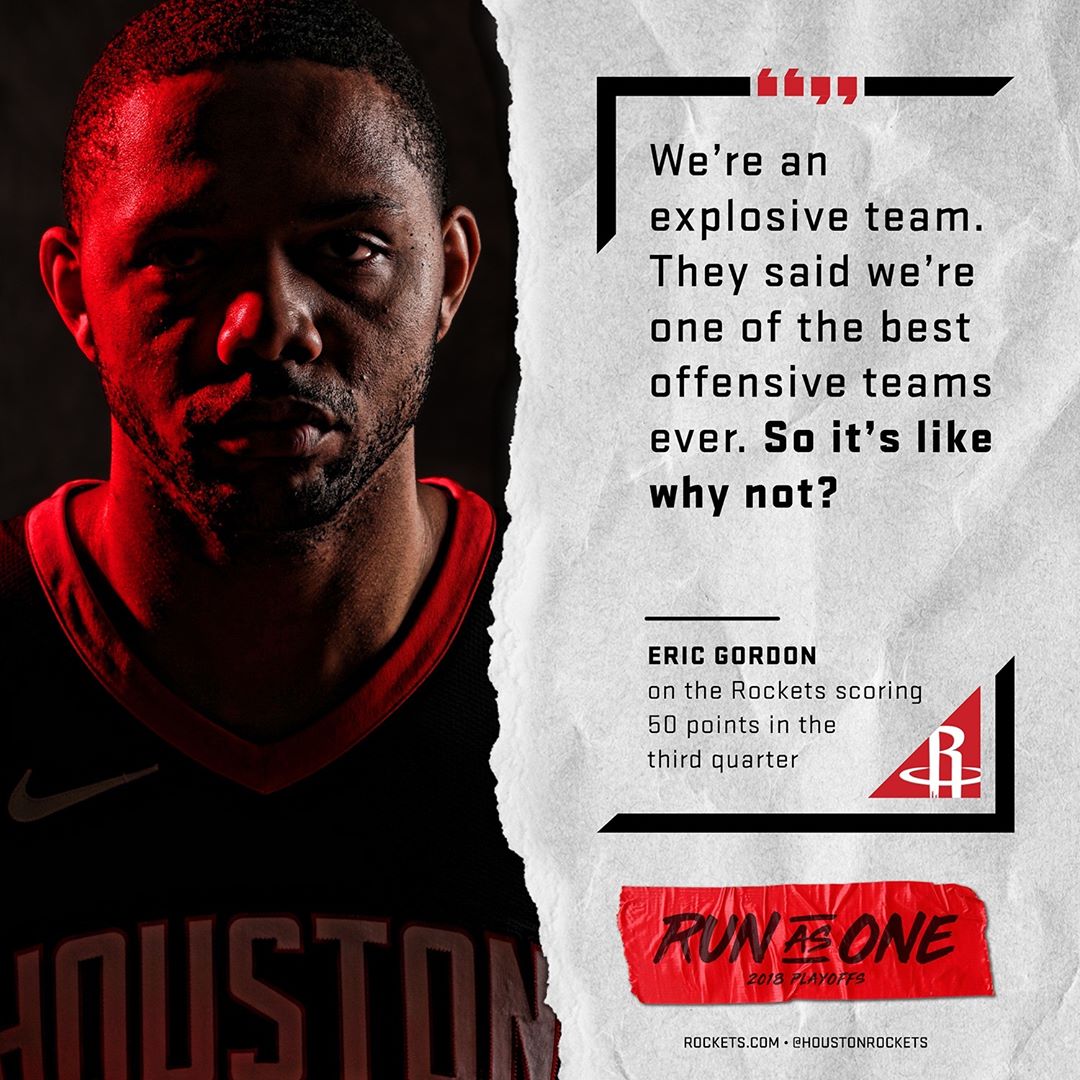 We’re an
explosive team.
They said we’re
one of the best
offensive teams
ever. So it’s like
why not?
ERIC GORDON
on the Rockets scoring
50 points in the
third quarter
R
RUN AS ONE
2018 PLAYOFFS
ROCKETS.COM • @HOUSTONROCKETS
HOUSTON